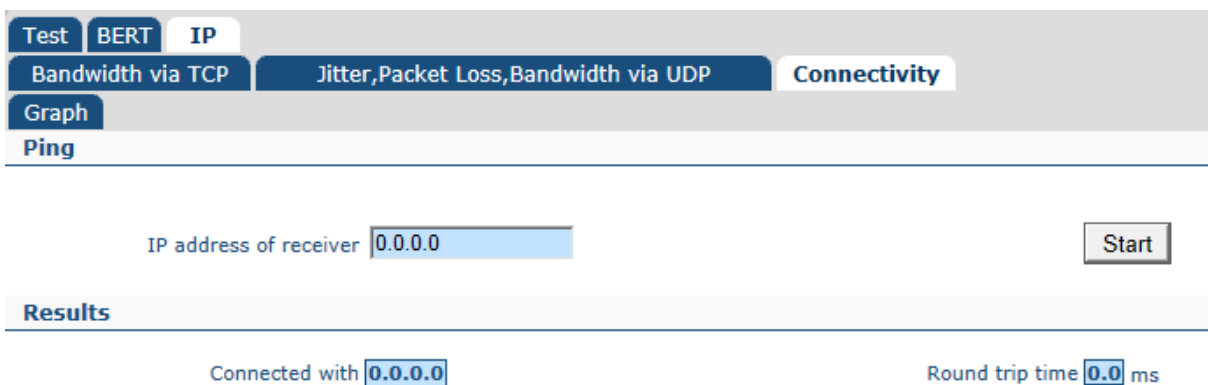 Test BERT IP
Bandwidth via TCP Jitter,Packet Loss,Bandwidth via UDP Connectivity
Graph
Ping
IP address of receiver 0.0.0.0 Start
Results
Connected with 0.0.0.0 Round trip time 0.0 ms